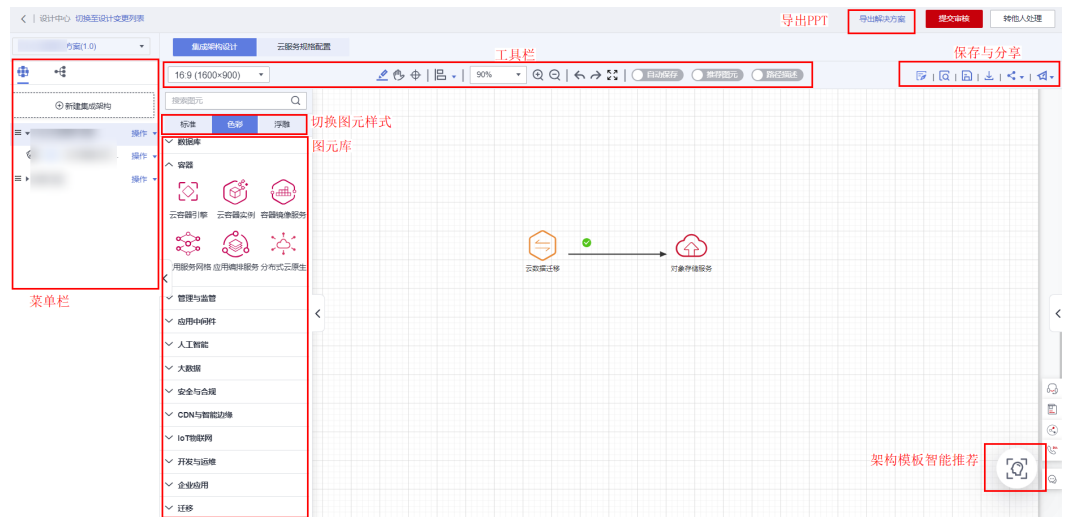 设计中心 切换至设计变更列表
导出PPT
导出解决方案
提交审核
转他人处理
方案(1.0)
集成架构设计
云服务规格配置
工具栏
保存与分享
16:9 (1600×900)
90%
自动保存
推荐图元
路径描述
新建集成架构
搜索图元
标准
色彩
浮雕
切换图元样式
操作
数据库
图元库
操作
容器
操作
云容器引擎
云容器实例
容器镜像服务
用服务网格
应用编排服务
分布式云原生
云数据迁移
对象存储服务
菜单栏
管理与监管
应用中间件
人工智能
大数据
安全与合规
CDN与智能边缘
IoT物联网
开发与运维
架构模板智能推荐
企业应用
迁移